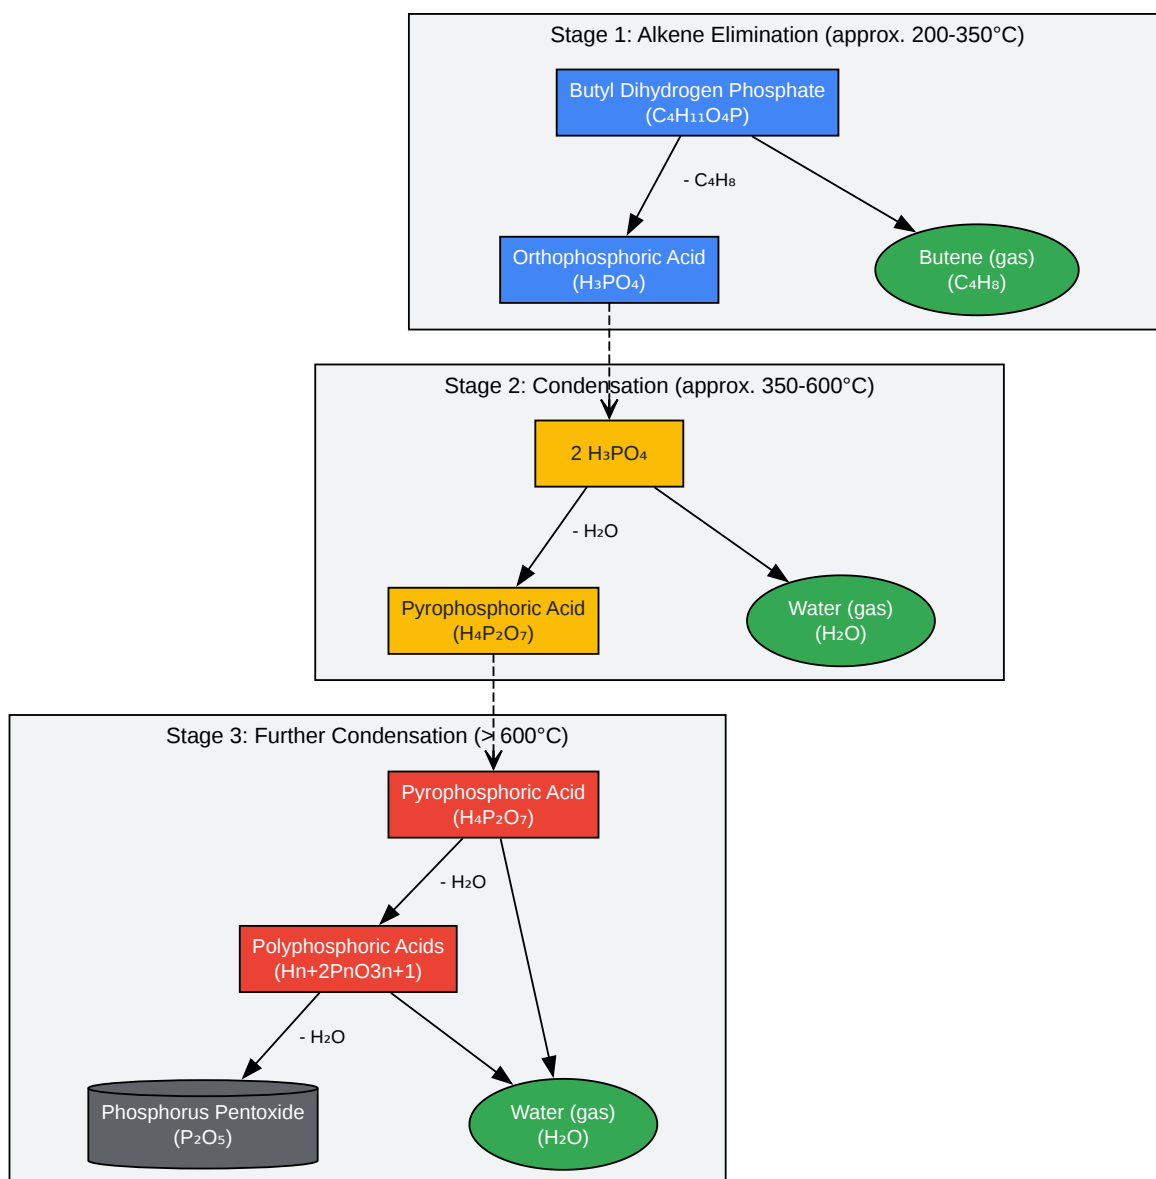 Stage 1: Alkene Elimination (approx. 200-350°C)
Butyl Dihydrogen Phosphate
(C₄H₁₁O₄P)
- C₄H₈
Orthophosphoric Acid
(H₃PO₄)
Butene (gas)
(C₄H₈)
Stage 2: Condensation (approx. 350-600°C)
2 H₃PO₄
- H₂O
Pyrophosphoric Acid
(H₄P₂O₇)
Water (gas)
(H₂O)
Stage 3: Further Condensation (> 600°C)
Pyrophosphoric Acid
(H₄P₂O₇)
- H₂O
Polyphosphoric Acids
(Hn+2PnO3n+1)
- H₂O
Phosphorus Pentoxide
(P₂O₅)
Water (gas)
(H₂O)